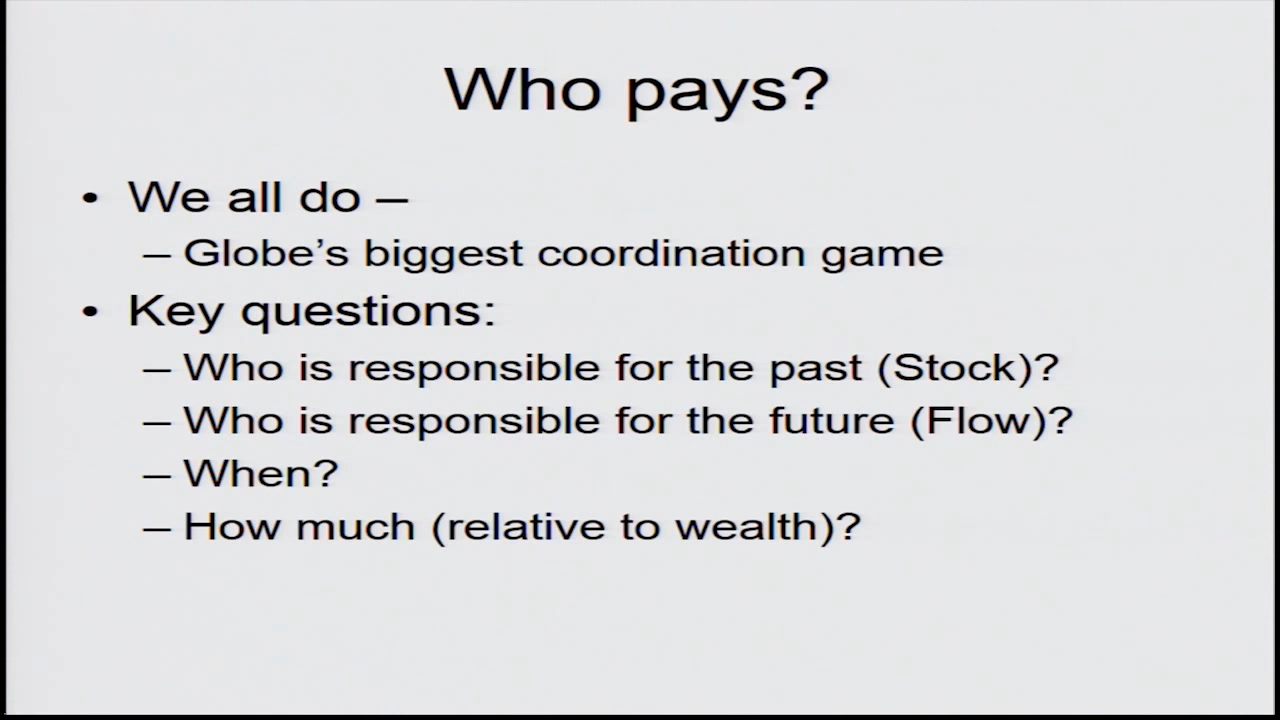 Who pays?
• We all do –
– Globe’s biggest coordination game
• Key questions:
– Who is responsible for the past (Stock)?
– Who is responsible for the future (Flow)?
– When?
– How much (relative to wealth)?